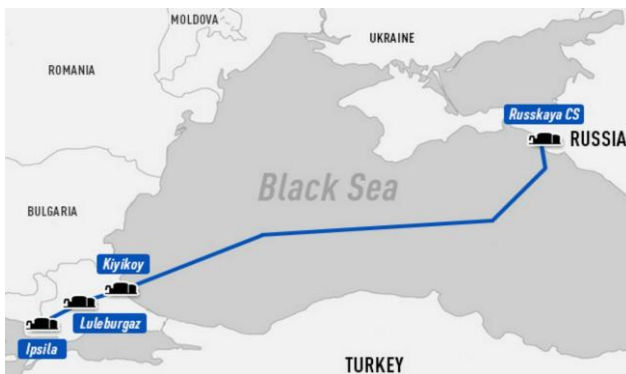 MOLDOVA
UKRAINE
ROMANIA
Russkaya CS
RUSSIA
Black Sea
BULGARIA
Kiyikoy
Luleburgaz
Ipsila
TURKEY